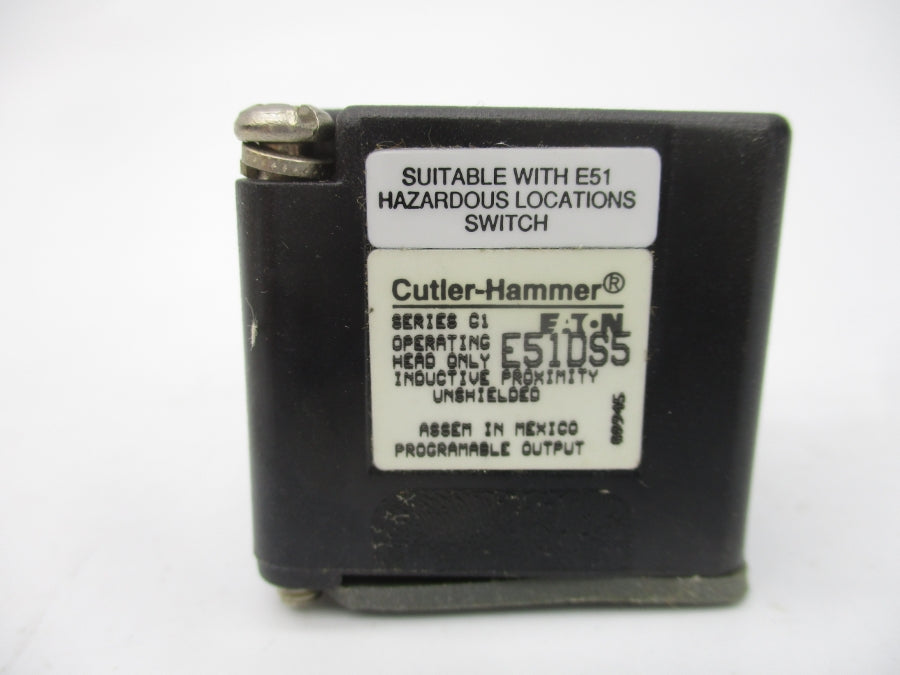 SUITABLE WITH E51
HAZARDOUS LOCATIONS
SWITCH
Cutler-Hammer®
SERIES C1 EATON
OPERATING E51DS5
HEAD ONLY
INDUCTIVE PROXIMITY
UNSHIELDED
ASSEM IN MEXICO
PROGRAMABLE OUTPUT